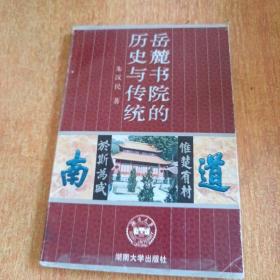 岳麓书院的
历史与传统
朱汉民 著
惟楚有材
於斯為盛
南
道
湖南大学出版社